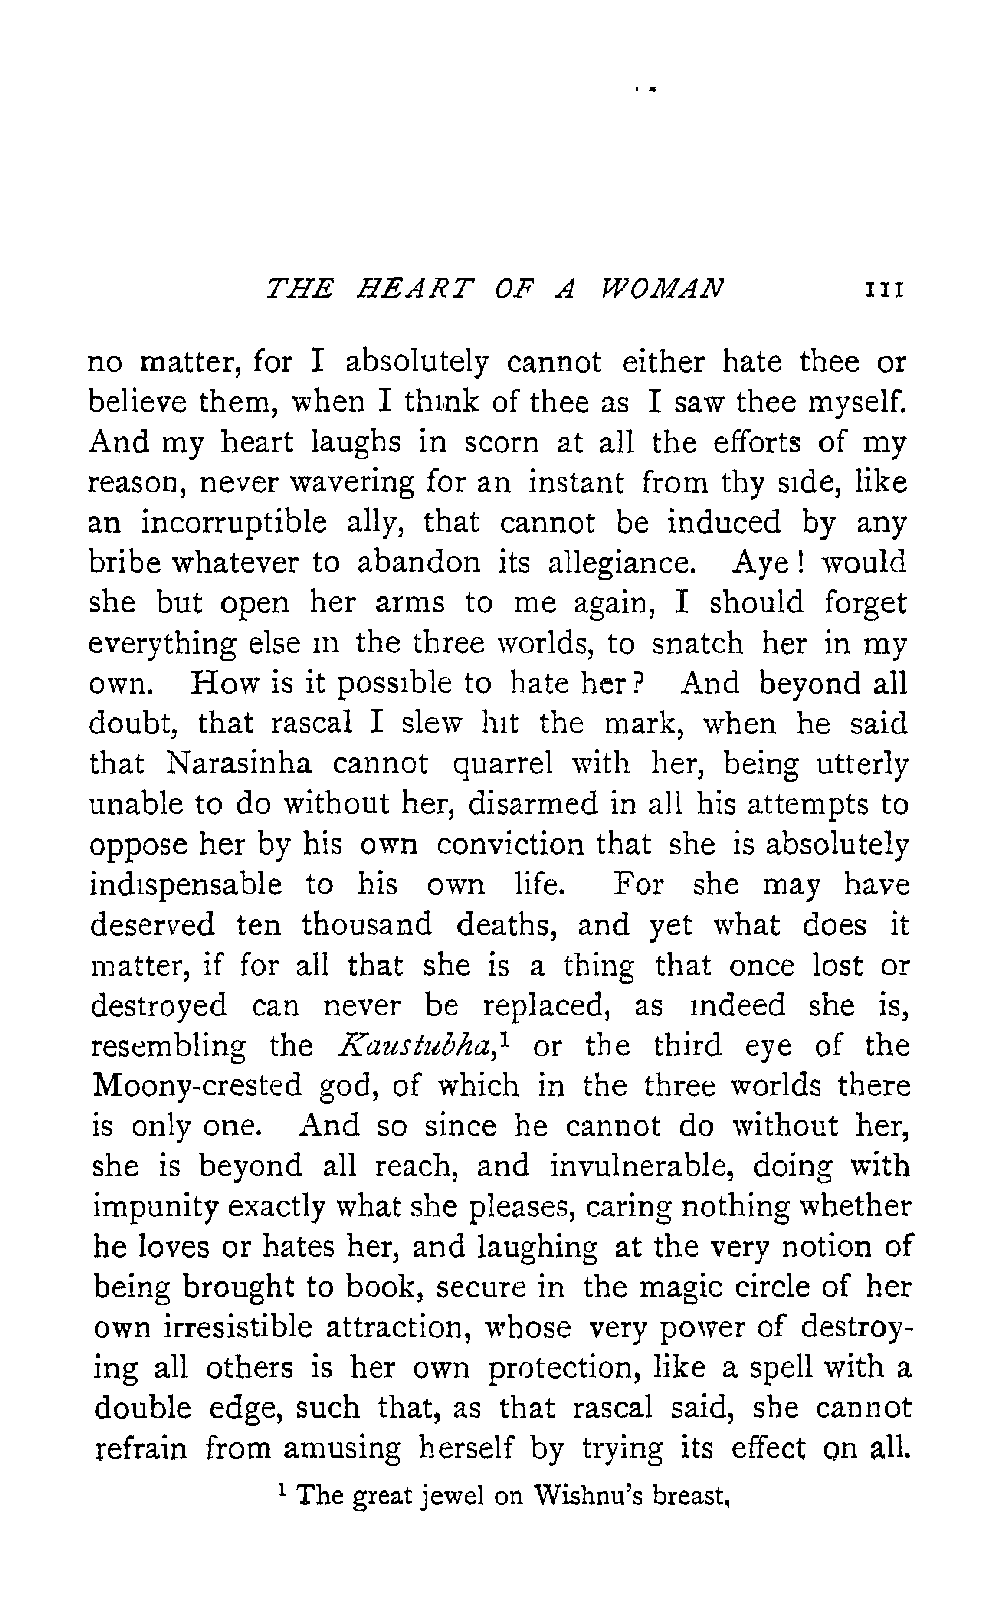 THE HEART OF A WOMAN 111
no matter, for I absolutely cannot either hate thee or
believe them, when I think of thee as I saw thee myself.
And my heart laughs in scorn at all the efforts of my
reason, never wavering for an instant from thy side, like
an incorruptible ally, that cannot be induced by any
bribe whatever to abandon its allegiance. Aye! would
she but open her arms to me again, I should forget
everything else in the three worlds, to snatch her in my
own. How is it possible to hate her? And beyond all
doubt, that rascal I slew hit the mark, when he said
that Narasinha cannot quarrel with her, being utterly
unable to do without her, disarmed in all his attempts to
oppose her by his own conviction that she is absolutely
indispensable to his own life. For she may have
deserved ten thousand deaths, and yet what does it
matter, if for all that she is a thing that once lost or
destroyed can never be replaced, as indeed she is,
resembling the Kaustubha,¹ or the third eye of the
Moony-crested god, of which in the three worlds there
is only one. And so since he cannot do without her,
she is beyond all reach, and invulnerable, doing with
impunity exactly what she pleases, caring nothing whether
he loves or hates her, and laughing at the very notion of
being brought to book, secure in the magic circle of her
own irresistible attraction, whose very power of destroy-
ing all others is her own protection, like a spell with a
double edge, such that, as that rascal said, she cannot
refrain from amusing herself by trying its effect on all.
¹ The great jewel on Wishnu's breast,